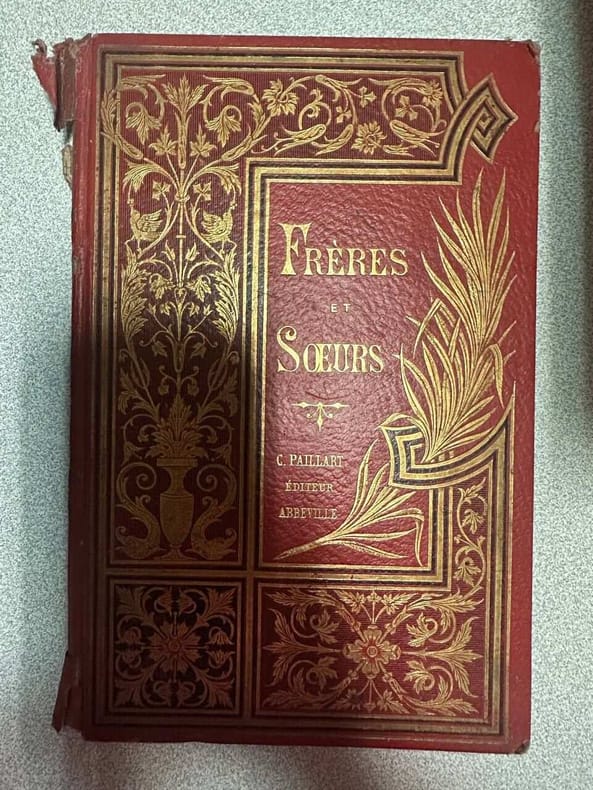 FRÈRES
ET
SŒURS
C. PAILLART
ÉDITEUR
ABBEVILLE